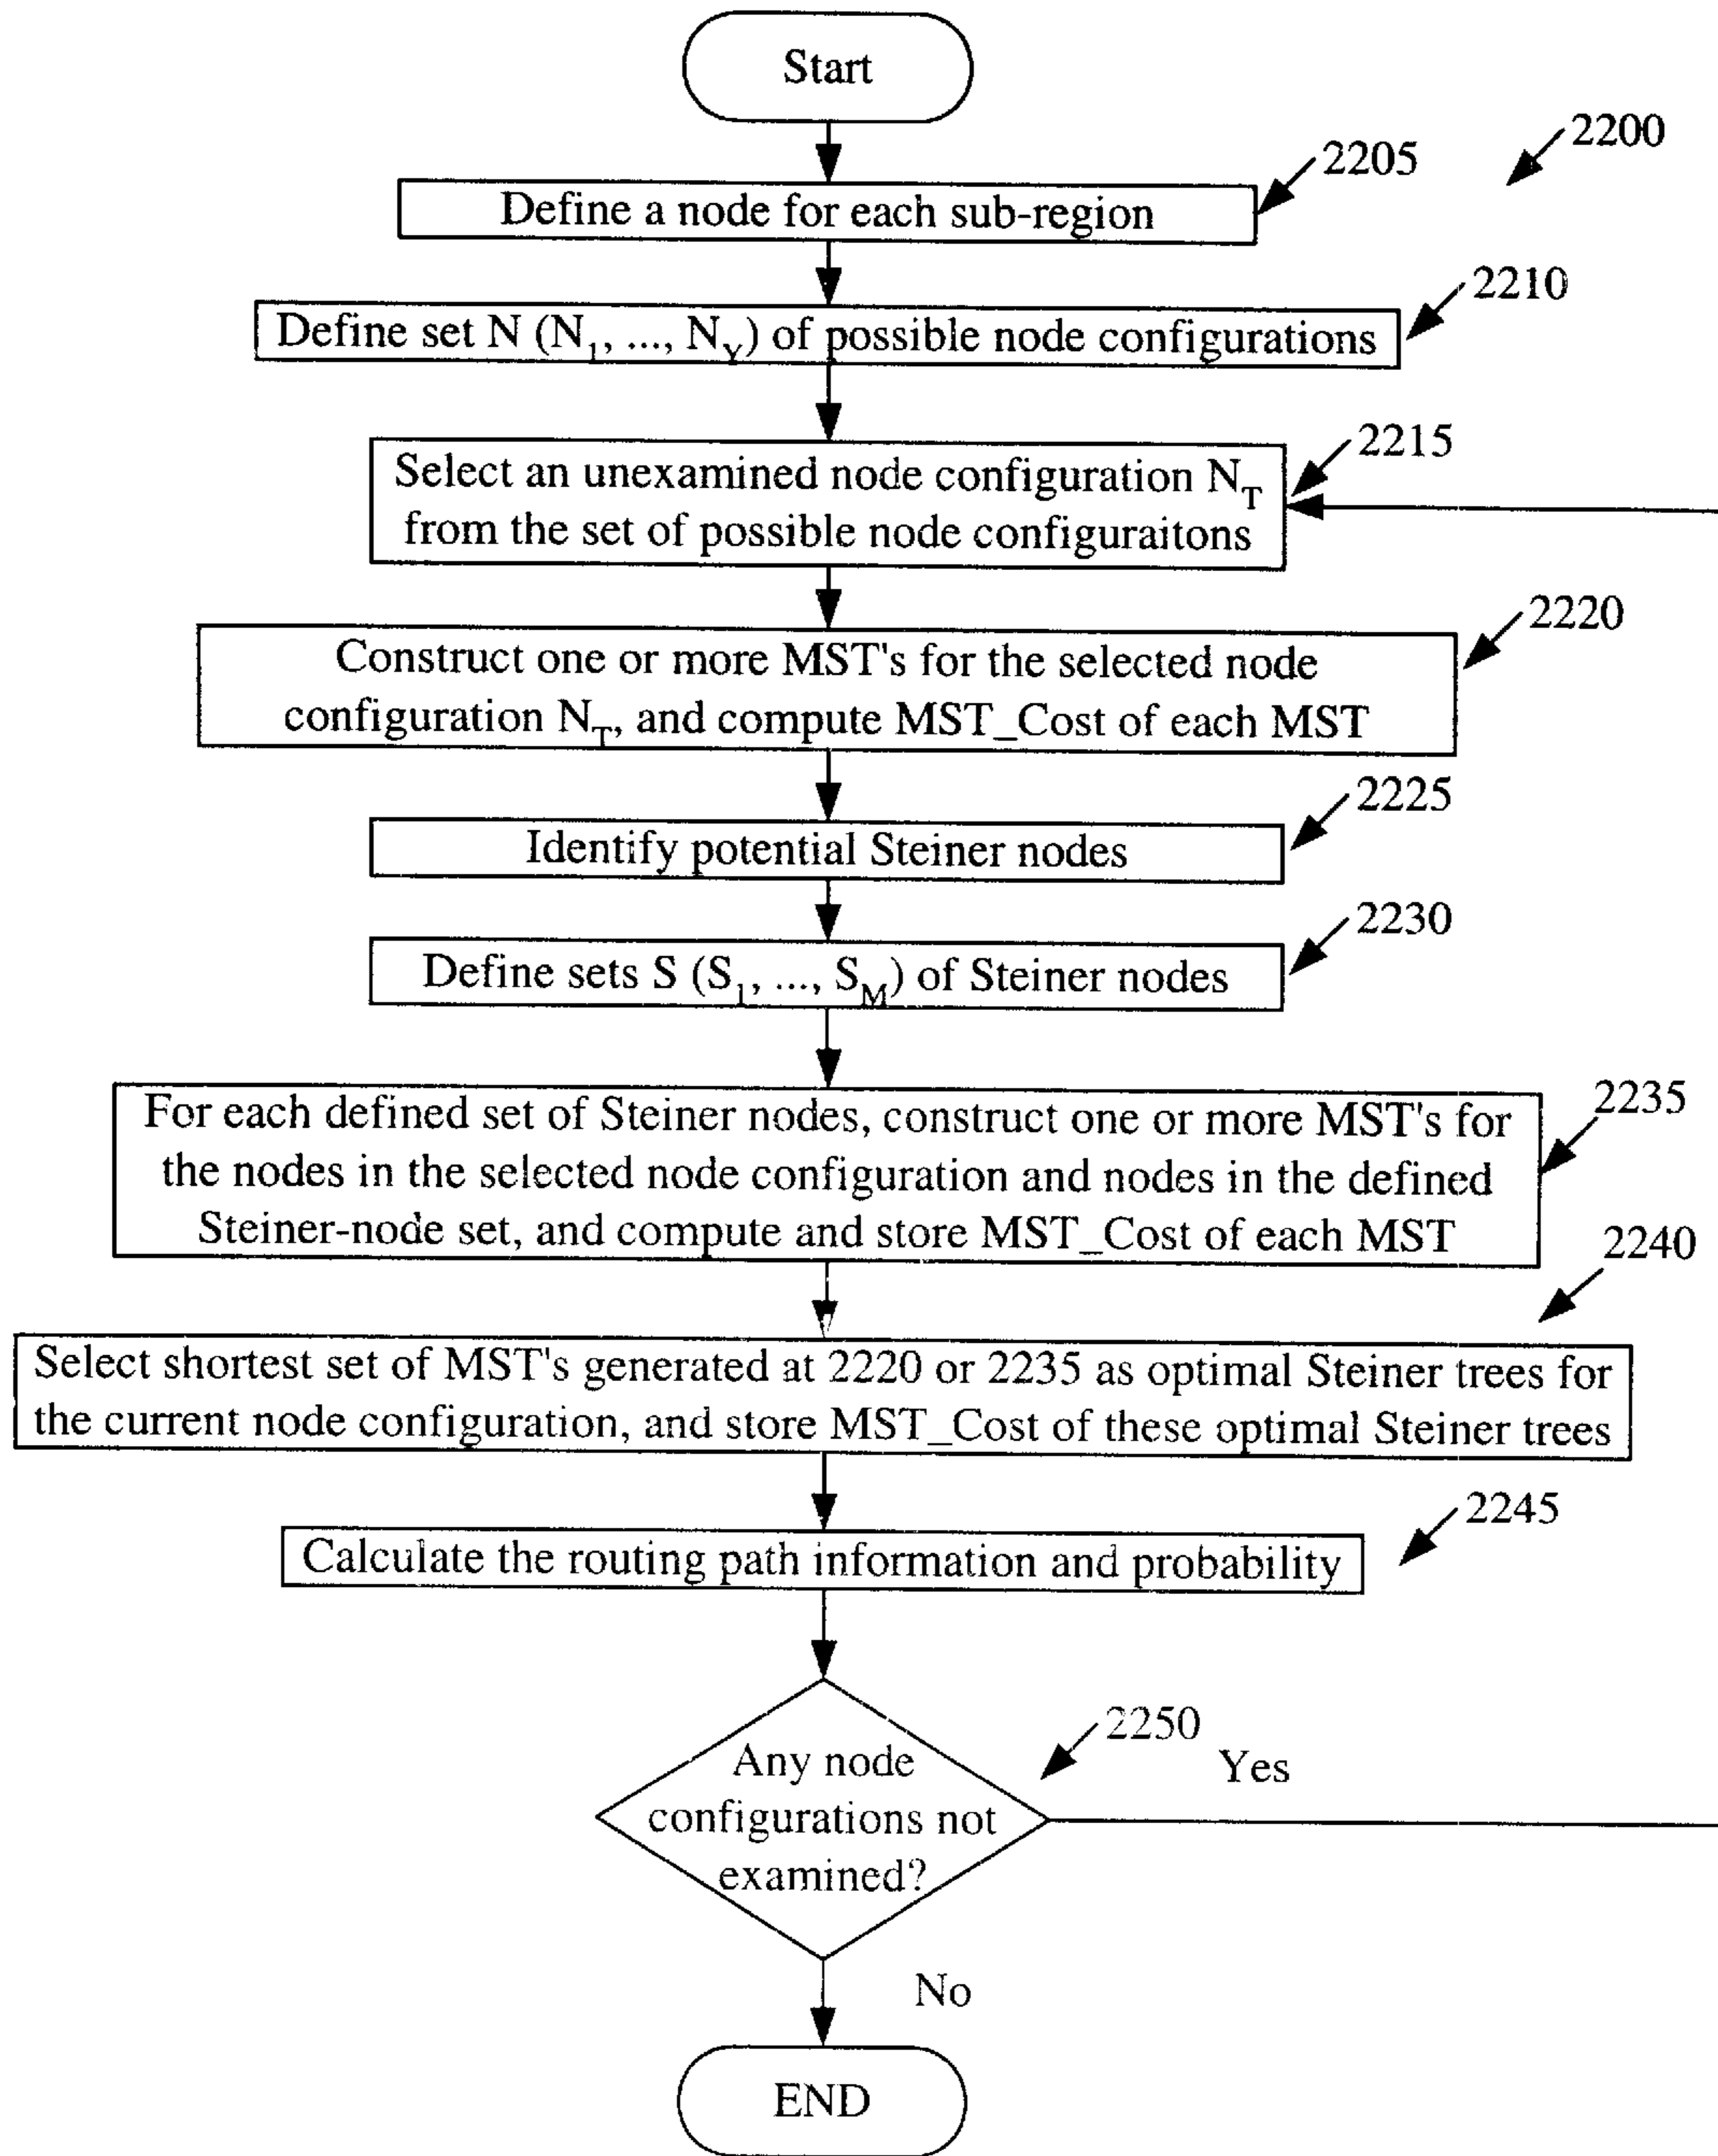 Start
2200
2205
Define a node for each sub-region
2210
Define set N (N₁, ..., N_Y) of possible node configurations
2215
Select an unexamined node configuration N_T
from the set of possible node configuraitons
2220
Construct one or more MST's for the selected node
configuration N_T, and compute MST_Cost of each MST
2225
Identify potential Steiner nodes
2230
Define sets S (S₁, ..., S_M) of Steiner nodes
2235
For each defined set of Steiner nodes, construct one or more MST's for
the nodes in the selected node configuration and nodes in the defined
Steiner-node set, and compute and store MST_Cost of each MST
2240
Select shortest set of MST's generated at 2220 or 2235 as optimal Steiner trees for
the current node configuration, and store MST_Cost of these optimal Steiner trees
2245
Calculate the routing path information and probability
2250
Yes
Any node
configurations not
examined?
No
END